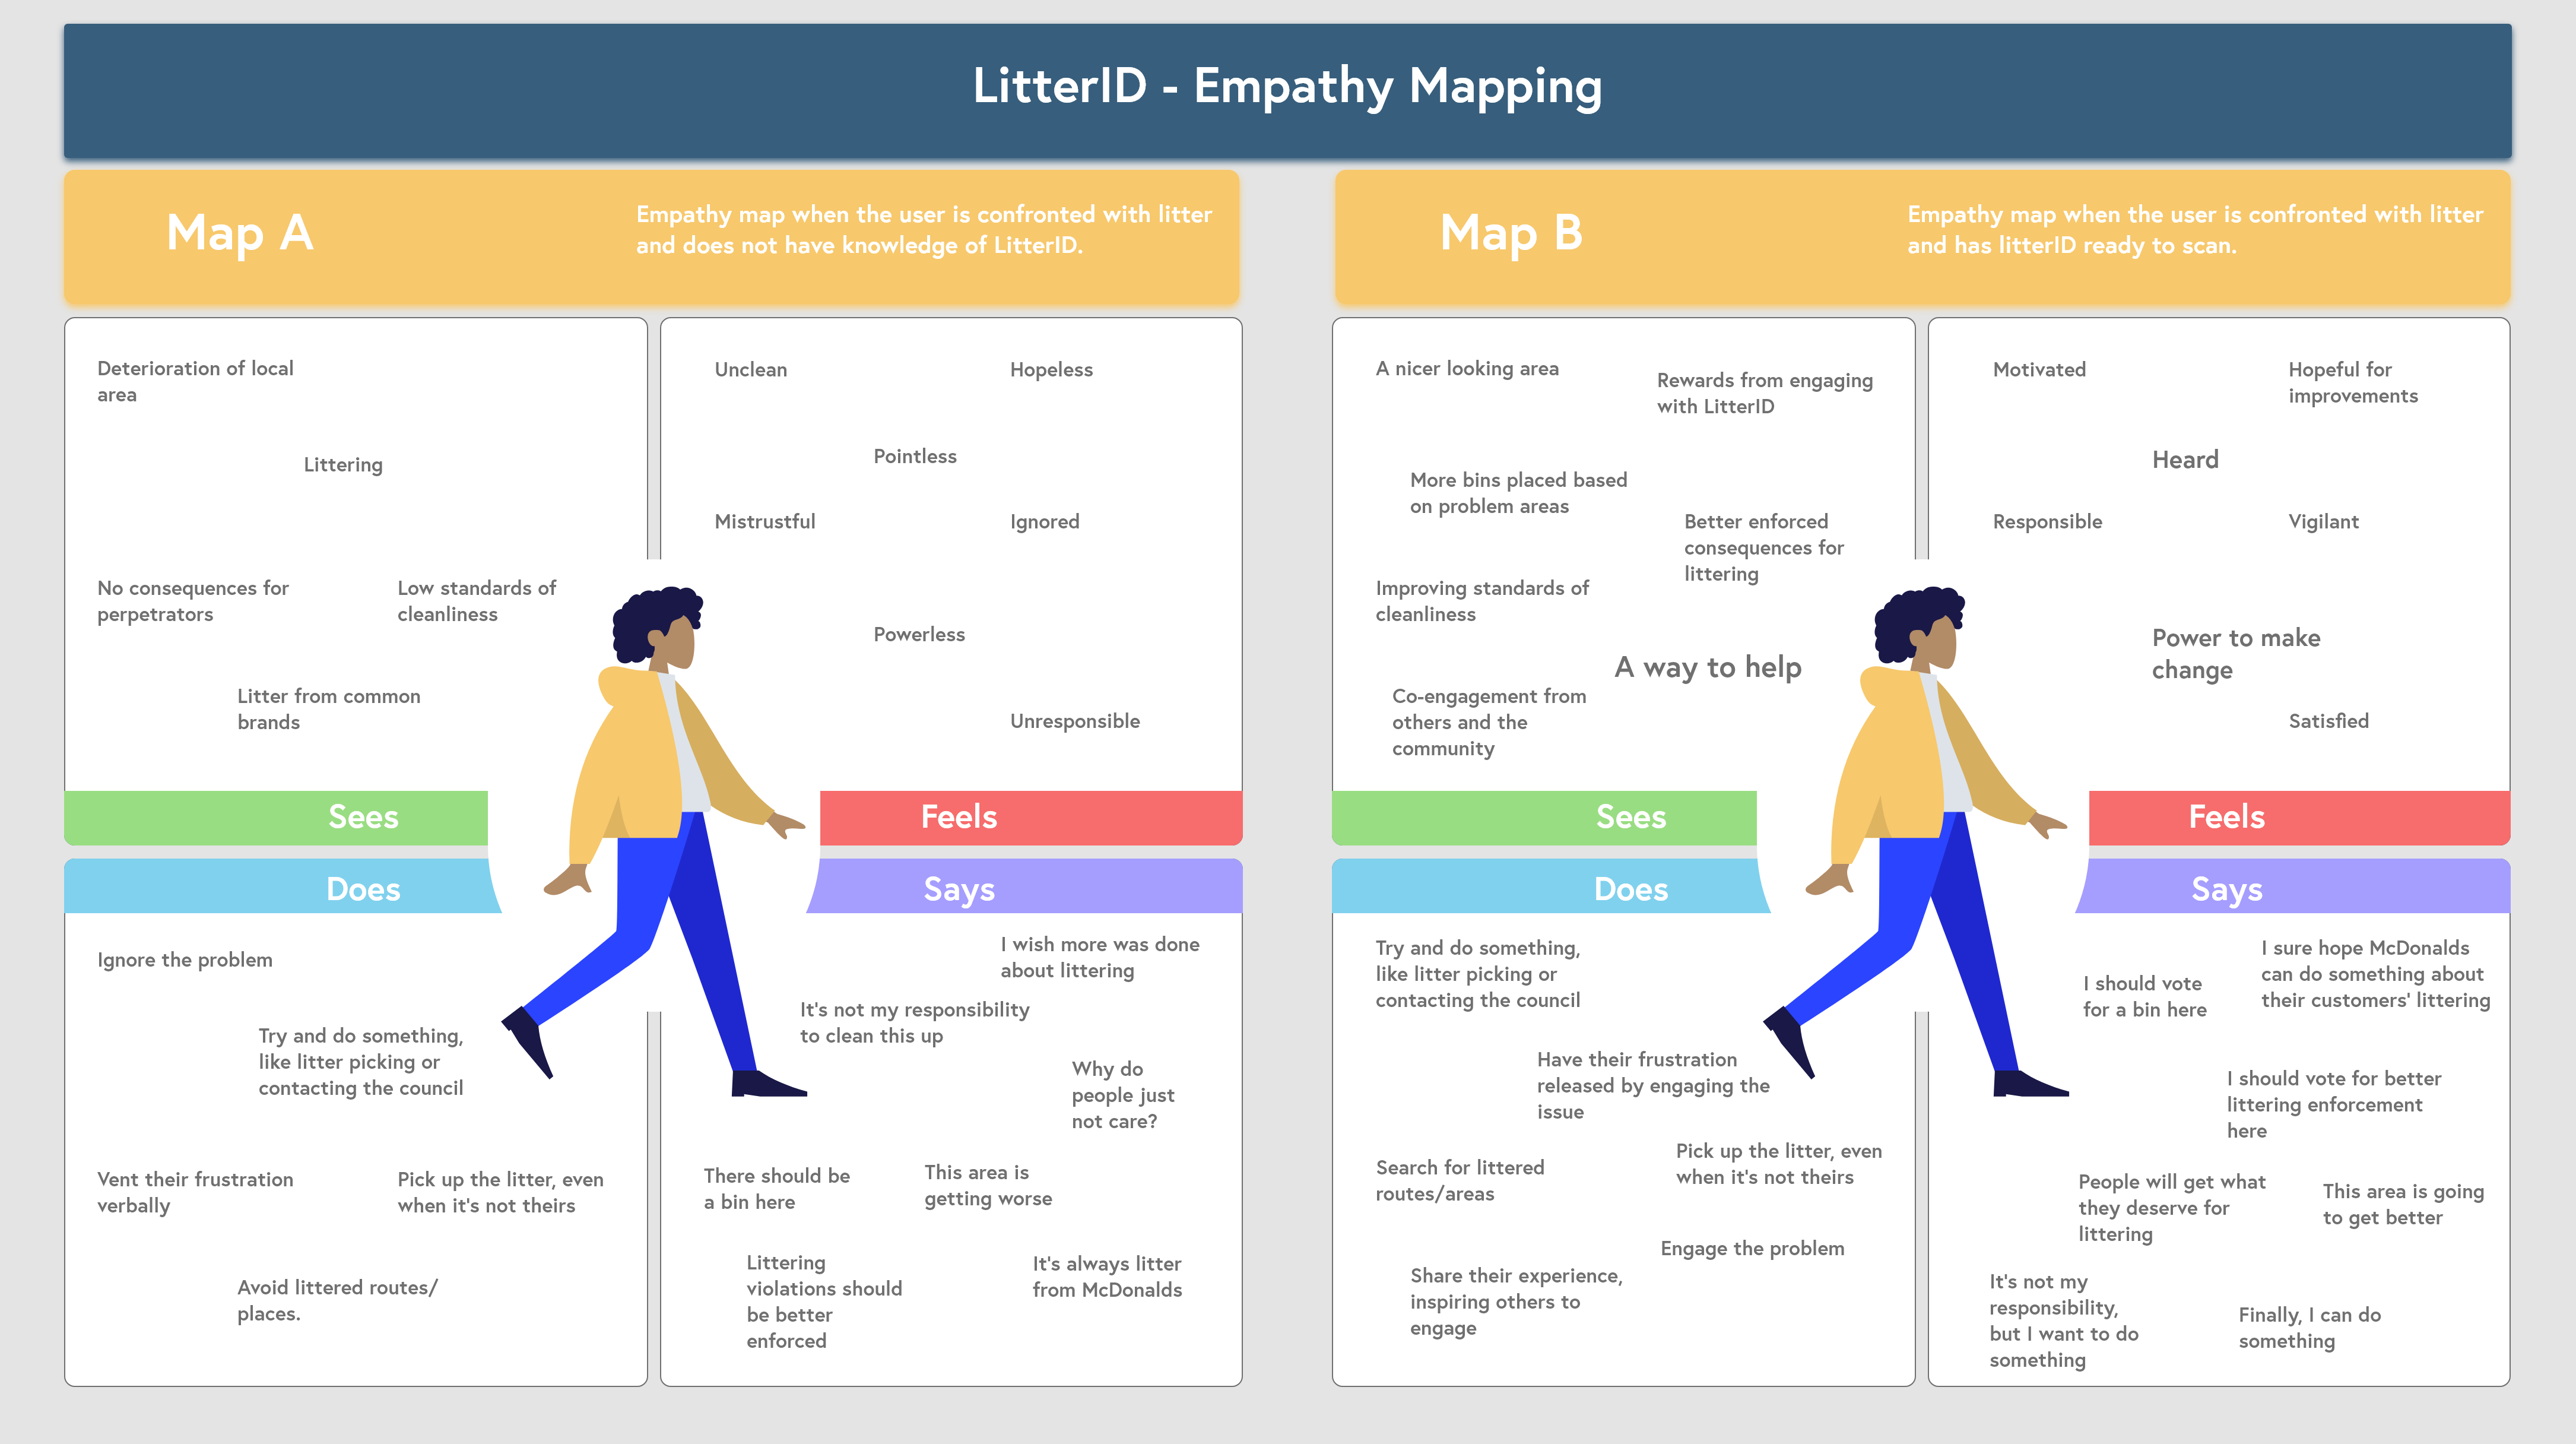 LitterID - Empathy Mapping
Map A
Empathy map when the user is confronted with litter
and does not have knowledge of LitterID.
Deterioration of local
area
Littering
No consequences for
perpetrators
Low standards of
cleanliness
Litter from common
brands
Sees
Unclean
Hopeless
Pointless
Mistrustful
Ignored
Powerless
Unresponsible
Feels
Does
Ignore the problem
Try and do something,
like litter picking or
contacting the council
Vent their frustration
verbally
Pick up the litter, even
when it's not theirs
Avoid littered routes/
places.
Says
I wish more was done
about littering
It's not my responsibility
to clean this up
Why do
people just
not care?
There should be
a bin here
This area is
getting worse
Littering
violations should
be better
enforced
It's always litter
from McDonalds
Map B
Empathy map when the user is confronted with litter
and has litterID ready to scan.
A nicer looking area
Rewards from engaging
with LitterID
More bins placed based
on problem areas
Better enforced
consequences for
littering
Improving standards of
cleanliness
A way to help
Co-engagement from
others and the
community
Sees
Motivated
Hopeful for
improvements
Heard
Responsible
Vigilant
Power to make
change
Satisfied
Feels
Does
Try and do something,
like litter picking or
contacting the council
Have their frustration
released by engaging the
issue
Search for littered
routes/areas
Pick up the litter, even
when it's not theirs
Engage the problem
Share their experience,
inspiring others to
engage
Says
I sure hope McDonalds
can do something about
their customers' littering
I should vote
for a bin here
I should vote for better
littering enforcement
here
People will get what
they deserve for
littering
This area is going
to get better
It's not my
responsibility,
but I want to do
something
Finally, I can do
something